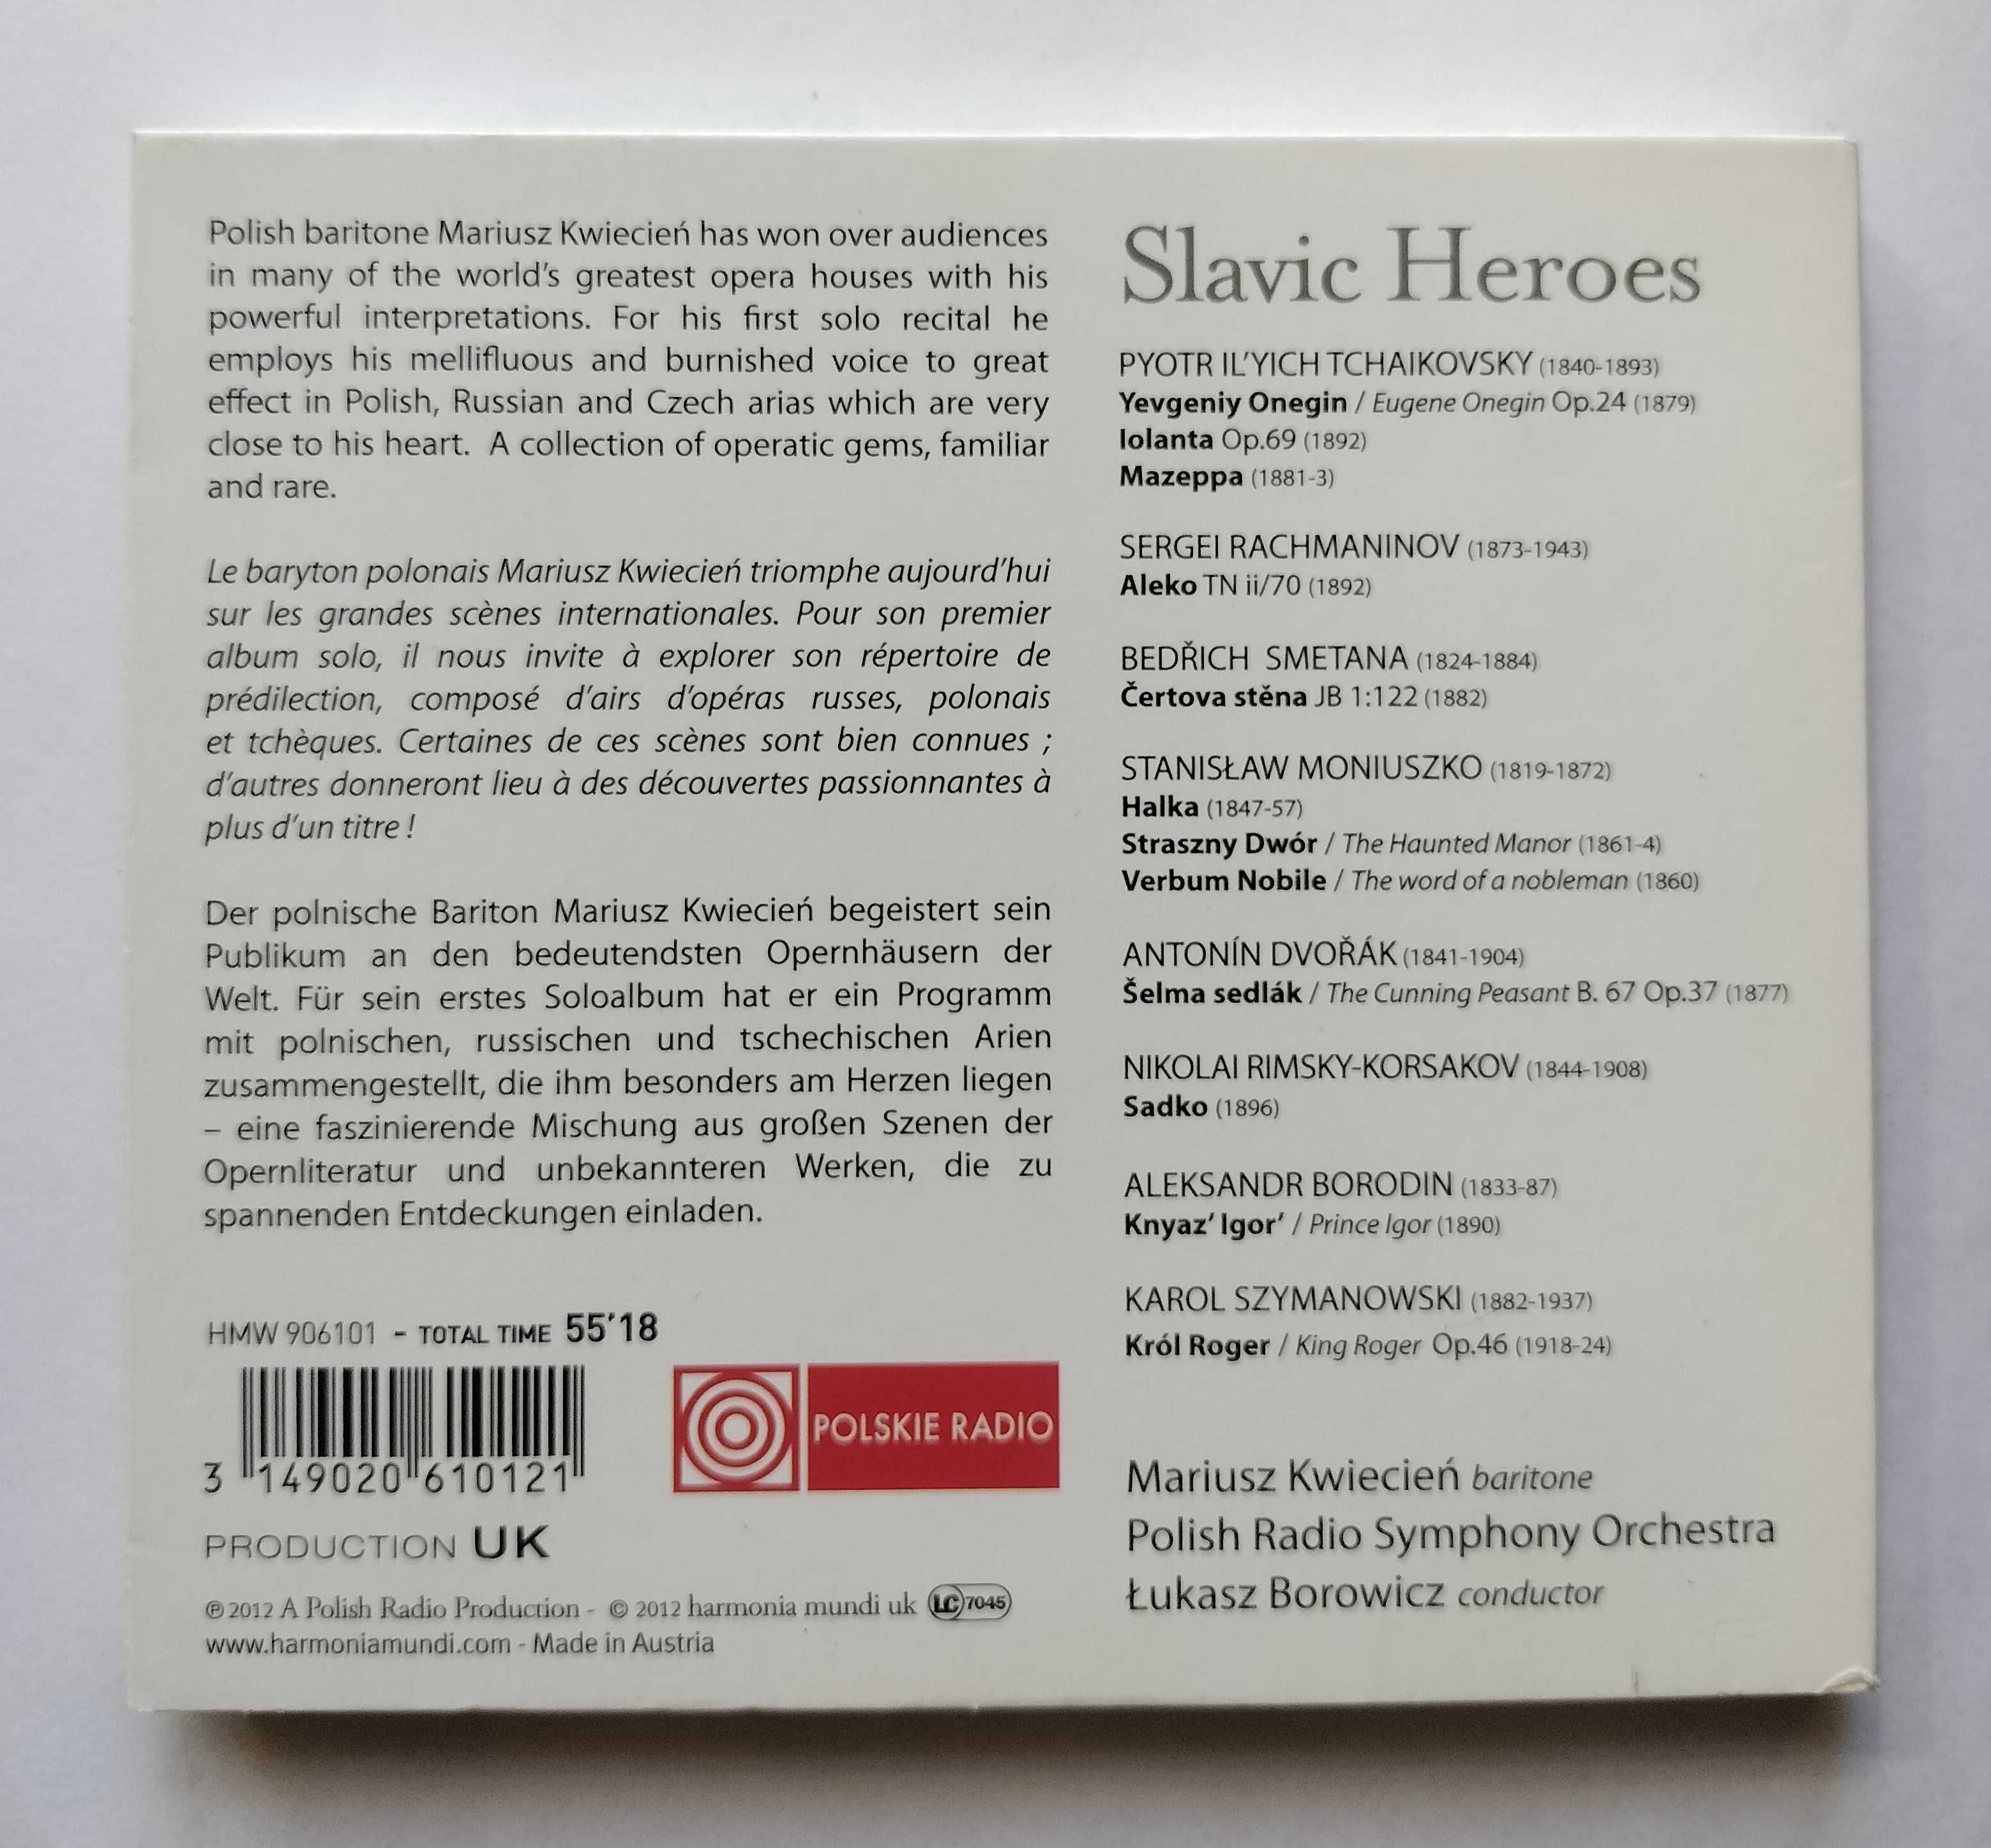 Polish baritone Mariusz Kwiecień has won over audiences
in many of the world's greatest opera houses with his
powerful interpretations. For his first solo recital he
employs his mellifluous and burnished voice to great
effect in Polish, Russian and Czech arias which are very
close to his heart. A collection of operatic gems, familiar
and rare.
Le baryton polonais Mariusz Kwiecień triomphe aujourd'hui
sur les grandes scènes internationales. Pour son premier
album solo, il nous invite à explorer son répertoire de
prédilection, composé d'airs d'opéras russes, polonais
et tchèques. Certaines de ces scènes sont bien connues ;
d'autres donneront lieu à des découvertes passionnantes à
plus d'un titre !
Der polnische Bariton Mariusz Kwiecień begeistert sein
Publikum an den bedeutendsten Opernhäusern der
Welt. Für sein erstes Soloalbum hat er ein Programm
mit polnischen, russischen und tschechischen Arien
zusammengestellt, die ihm besonders am Herzen liegen
– eine faszinierende Mischung aus großen Szenen der
Opernliteratur und unbekannteren Werken, die zu
spannenden Entdeckungen einladen.
HMW 906101 - TOTAL TIME 55'18
3 149020 610121
POLSKIE RADIO
PRODUCTION UK
℗ 2012 A Polish Radio Production - © 2012 harmonia mundi uk LC 7045
www.harmoniamundi.com - Made in Austria
Slavic Heroes
PYOTR IL'YICH TCHAIKOVSKY (1840-1893)
Yevgeniy Onegin / Eugene Onegin Op.24 (1879)
Iolanta Op.69 (1892)
Mazeppa (1881-3)
SERGEI RACHMANINOV (1873-1943)
Aleko TN ii/70 (1892)
BEDŘICH SMETANA (1824-1884)
Čertova stěna JB 1:122 (1882)
STANISŁAW MONIUSZKO (1819-1872)
Halka (1847-57)
Straszny Dwór / The Haunted Manor (1861-4)
Verbum Nobile / The word of a nobleman (1860)
ANTONÍN DVOŘÁK (1841-1904)
Šelma sedlák / The Cunning Peasant B. 67 Op.37 (1877)
NIKOLAI RIMSKY-KORSAKOV (1844-1908)
Sadko (1896)
ALEKSANDR BORODIN (1833-87)
Knyaz' Igor' / Prince Igor (1890)
KAROL SZYMANOWSKI (1882-1937)
Król Roger / King Roger Op.46 (1918-24)
Mariusz Kwiecień baritone
Polish Radio Symphony Orchestra
Łukasz Borowicz conductor